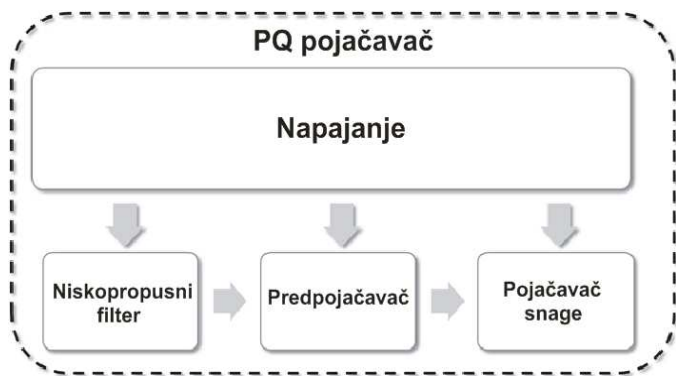 PQ pojačavač
Napajanje
Niskopropusni
filter
Predpojačavač
Pojačavač
snage